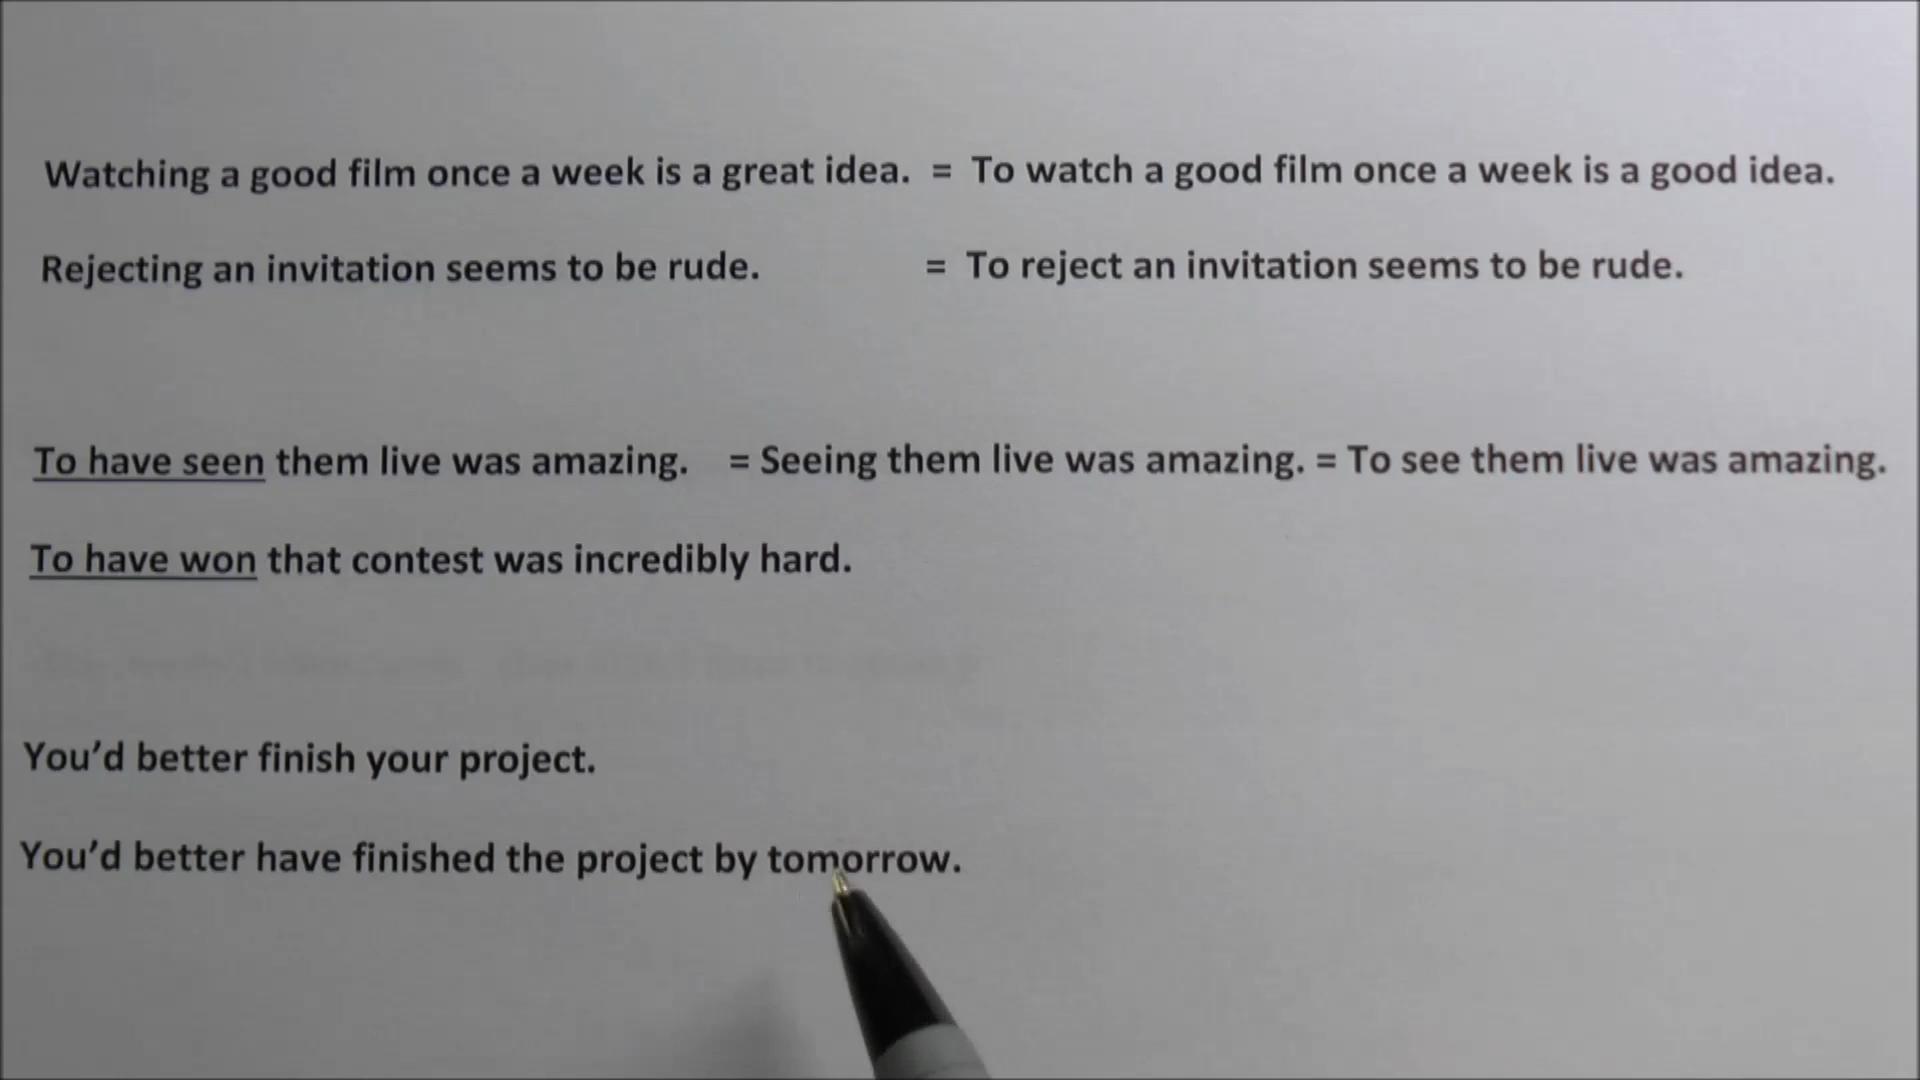 Watching a good film once a week is a great idea. = To watch a good film once a week is a good idea.
Rejecting an invitation seems to be rude. = To reject an invitation seems to be rude.
To have seen them live was amazing. = Seeing them live was amazing. = To see them live was amazing.
To have won that contest was incredibly hard.
You'd better finish your project.
You'd better have finished the project by tomorrow.